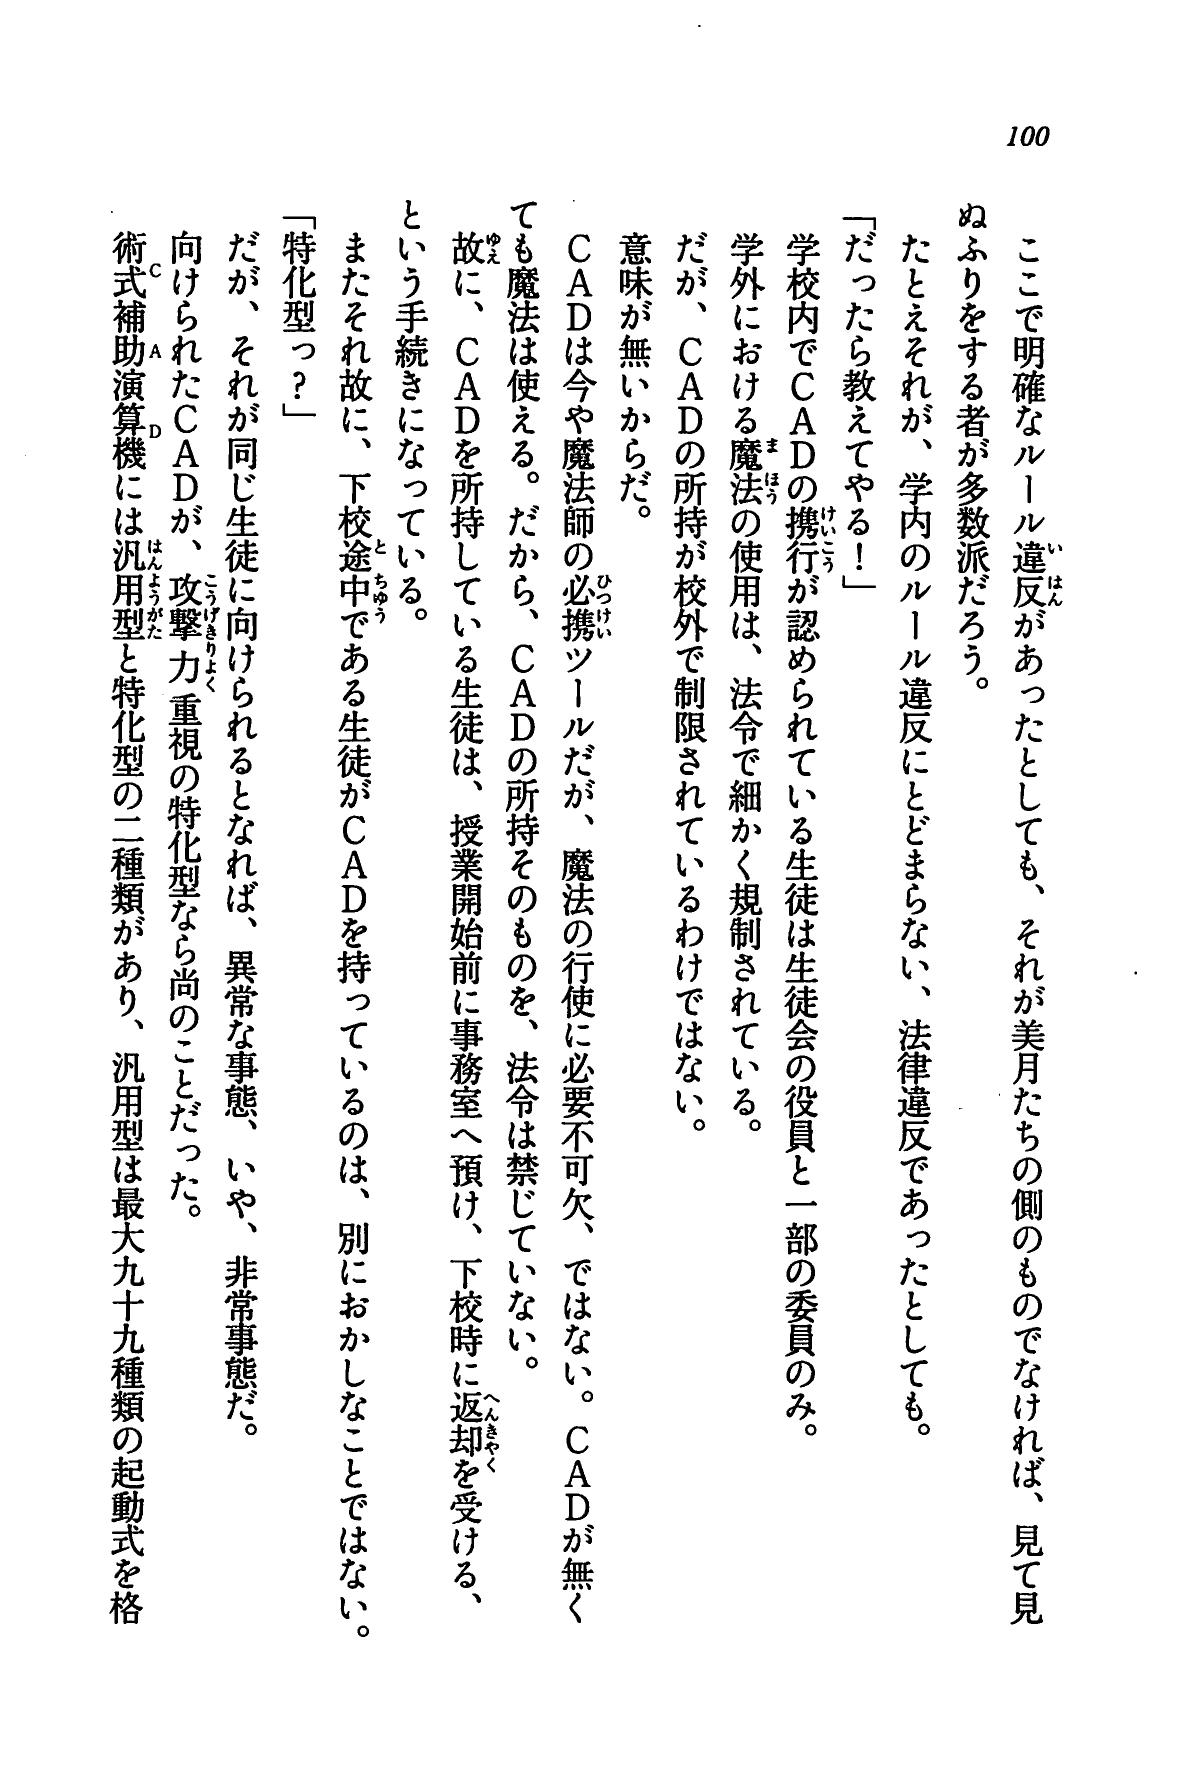 100
ここで明確なルール違反があったとしても、それが美月たちの側のものでなければ、見て見
ぬふりをする者が多数派だろう。
たとえそれが、学内のルール違反にとどまらない、法律違反であったとしても。
「だったら教えてやる！」
学校内でCADの携行が認められている生徒は生徒会の役員と一部の委員のみ。
学外における魔法の使用は、法令で細かく規制されている。
だが、CADの所持が校外で制限されているわけではない。
意味が無いからだ。
CADは今や魔法師の必携ツールだが、魔法の行使に必要不可欠、ではない。CADが無く
ても魔法は使える。だから、CADの所持そのものを、法令は禁じていない。
故に、CADを所持している生徒は、授業開始前に事務室へ預け、下校時に返却を受ける、
という手続きになっている。
またそれ故に、下校途中である生徒がCADを持っているのは、別におかしなことではない。
「特化型っ？」
だが、それが同じ生徒に向けられるとなれば、異常な事態、いや、非常事態だ。
向けられたCADが、攻撃力重視の特化型なら尚のことだった。
術式補助演算機には汎用型と特化型の二種類があり、汎用型は最大九十九種類の起動式を格